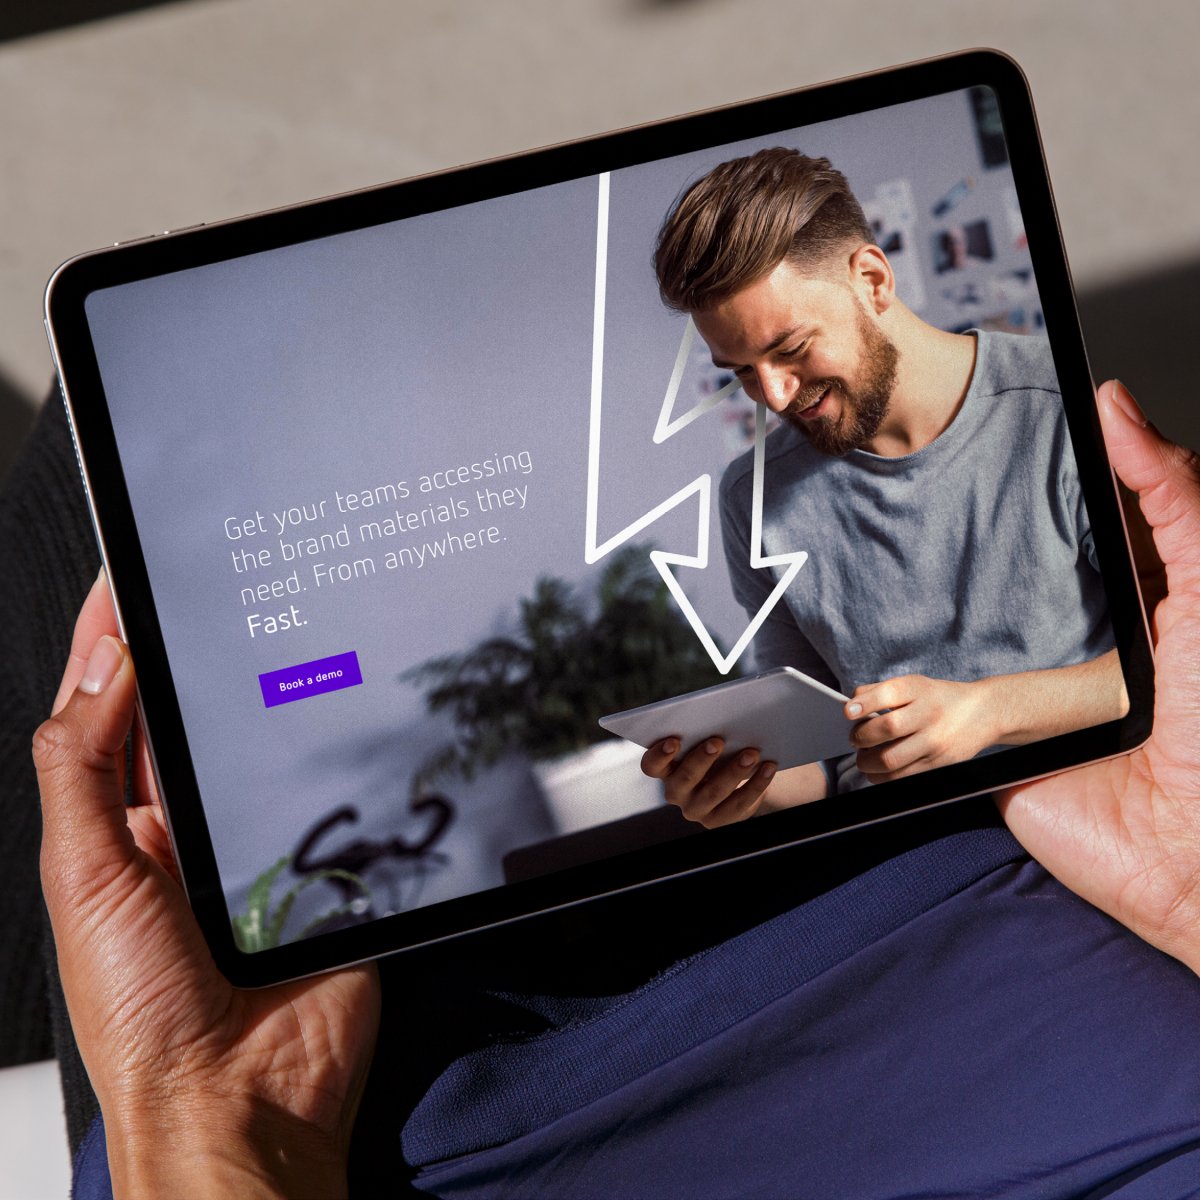 Get your teams accessing
the brand materials they
need. From anywhere.
Fast.
Book a demo